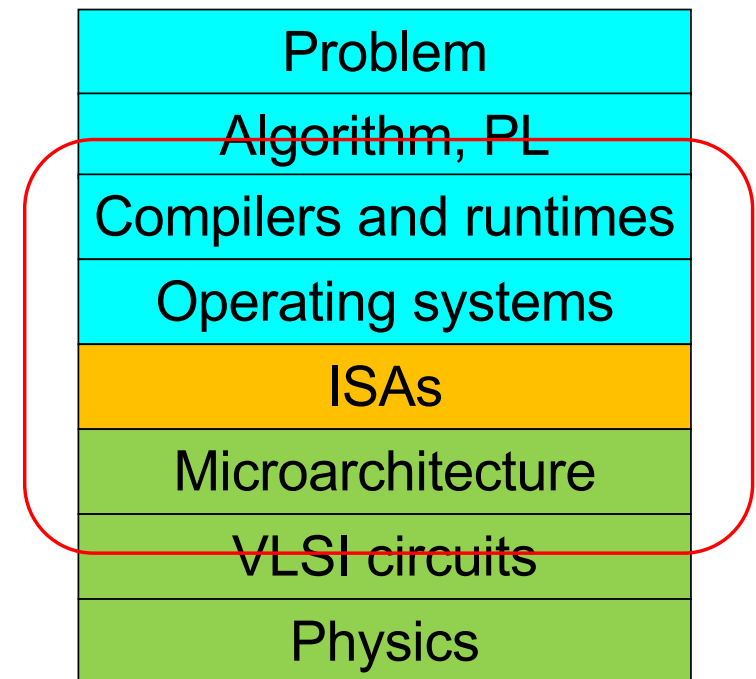 Problem
Algorithm, PL
Compilers and runtimes
Operating systems
ISAs
Microarchitecture
VLSI circuits
Physics